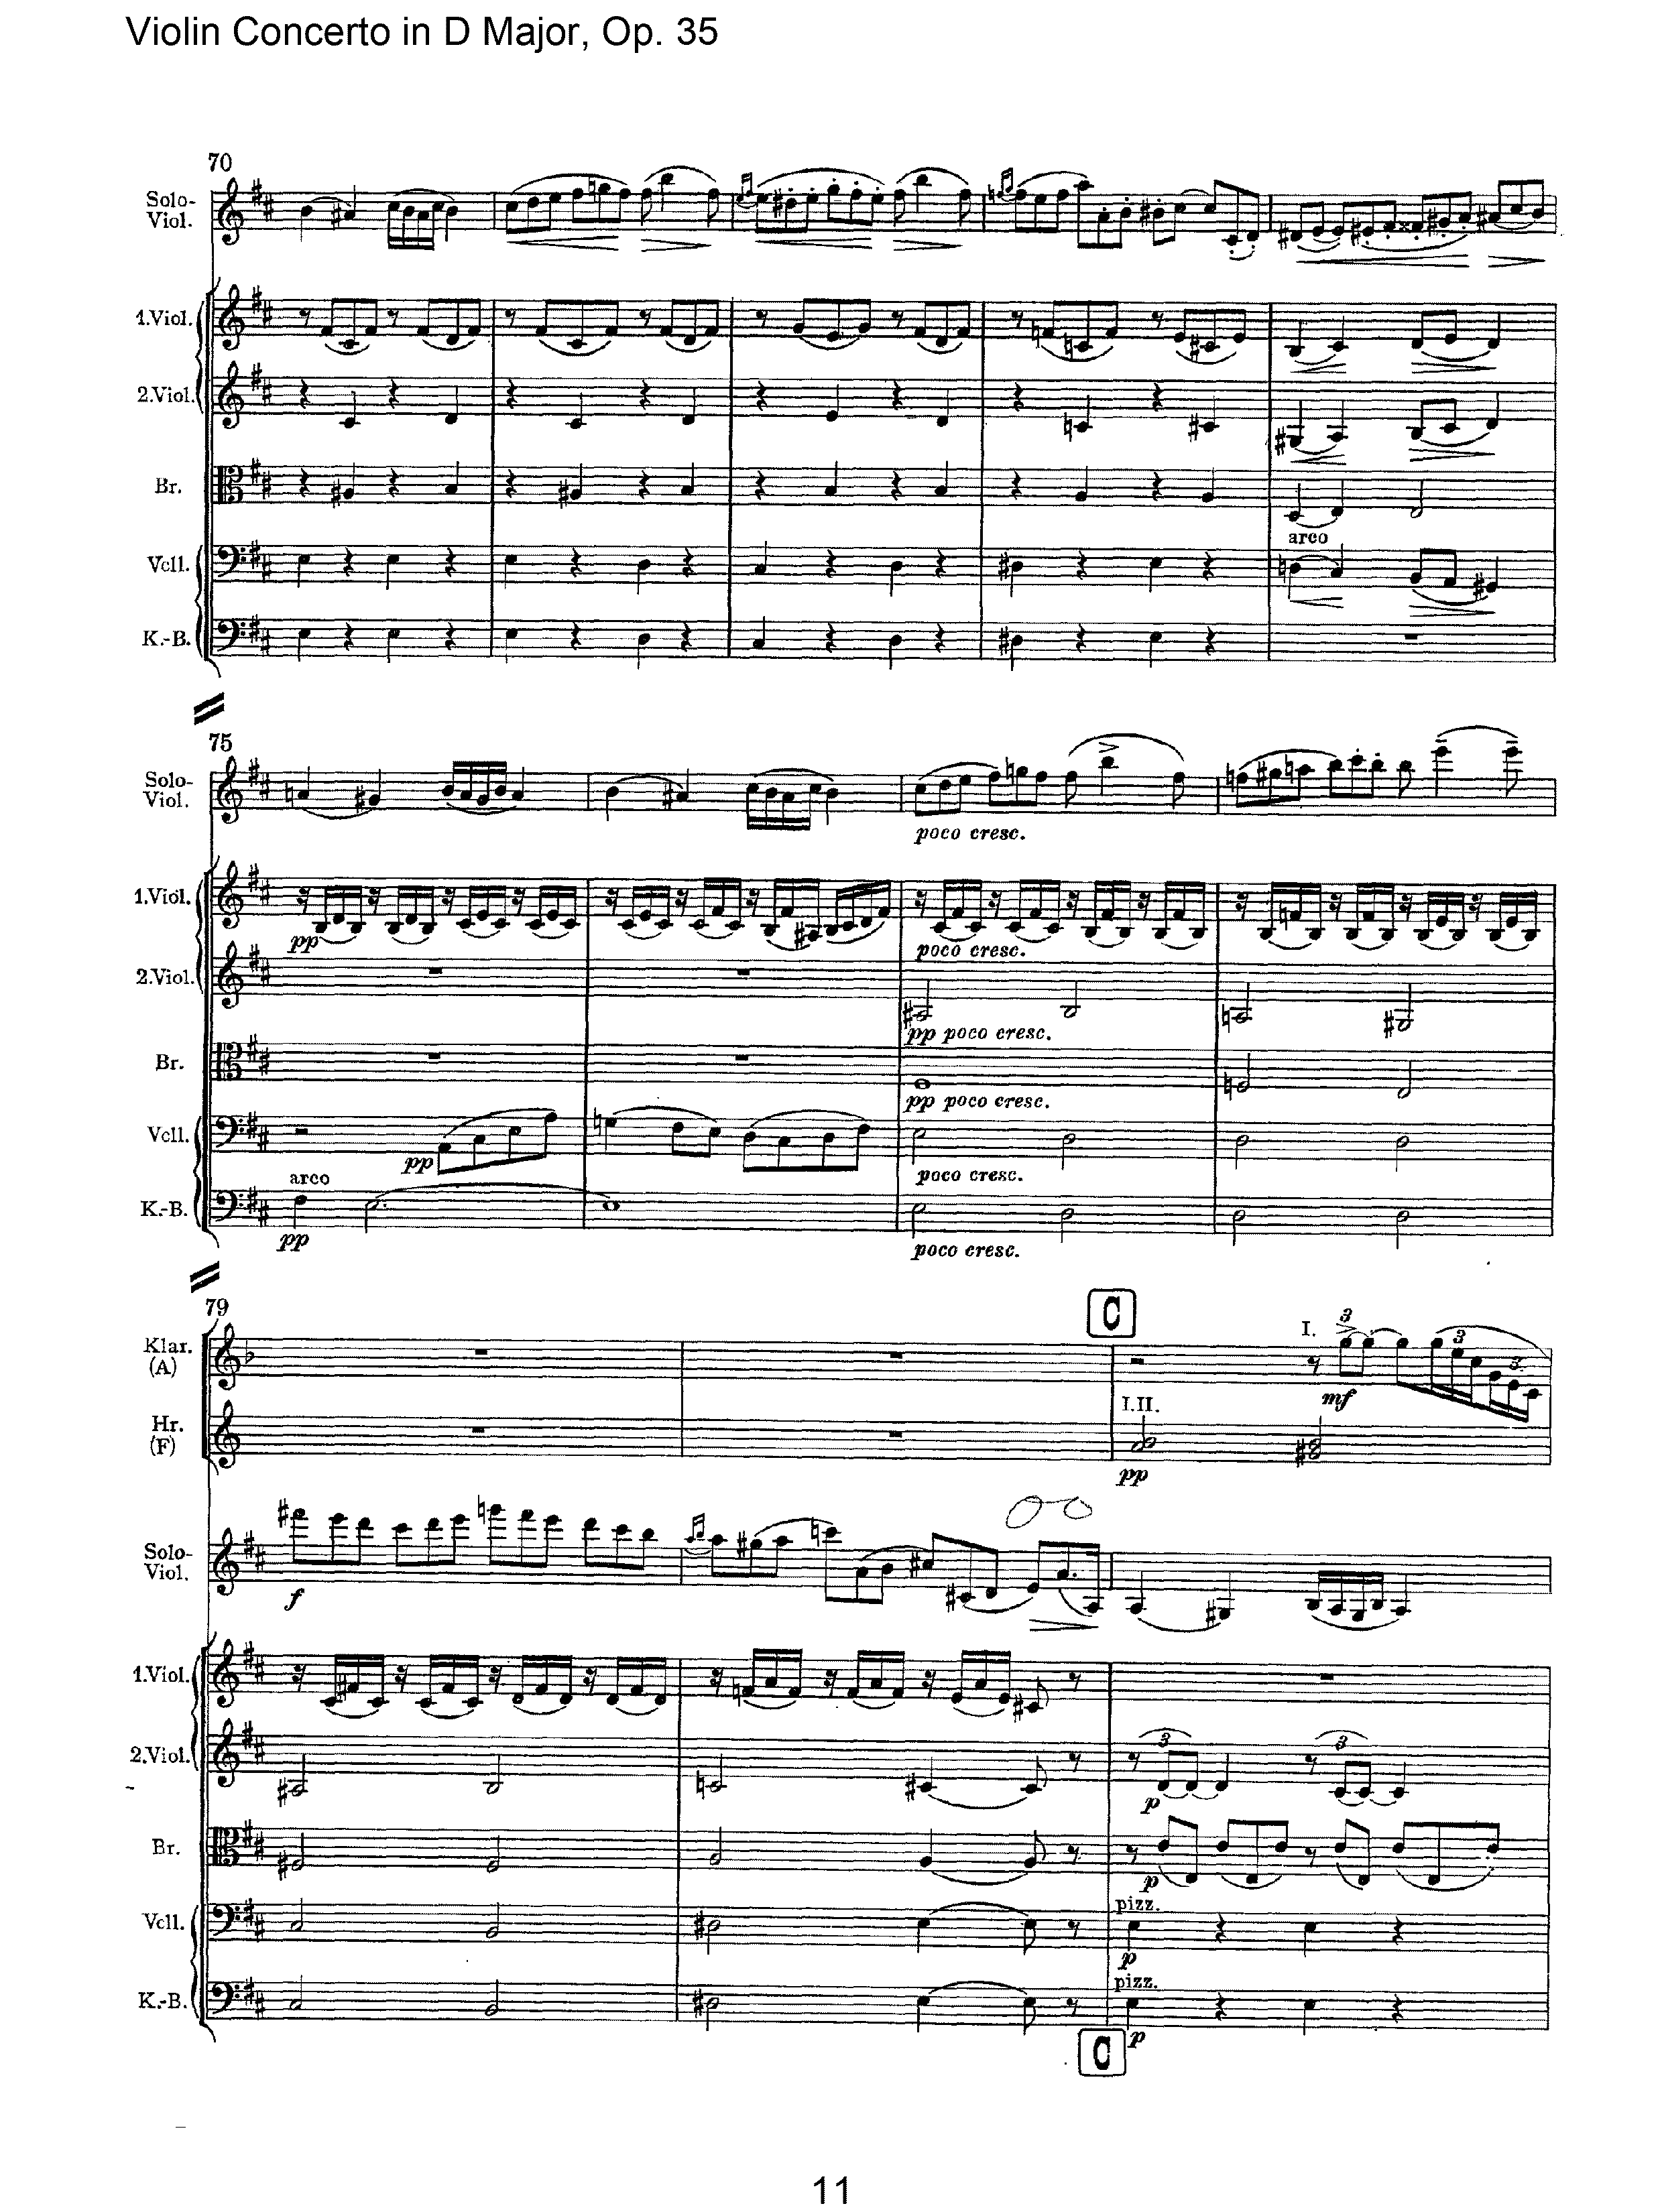 Violin Concerto in D Major, Op. 35
70
Solo-
Viol.
1.Viol.
2.Viol.
Br.
arco
Vcll.
K.-B.
75
Solo-
Viol.
poco cresc.
1.Viol.
pp
poco cresc.
2.Viol.
pp poco cresc.
Br.
pp poco cresc.
Vcll.
pp
poco cresc.
arco
K.-B.
pp
poco cresc.
79
C
Klar.
(A)
I.
3
3
3
mf
Hr.
(F)
I.II.
pp
Solo-
Viol.
f
1.Viol.
2.Viol.
3
3
p
Br.
p
Vcll.
pizz.
p
K.-B.
pizz.
p
C
11